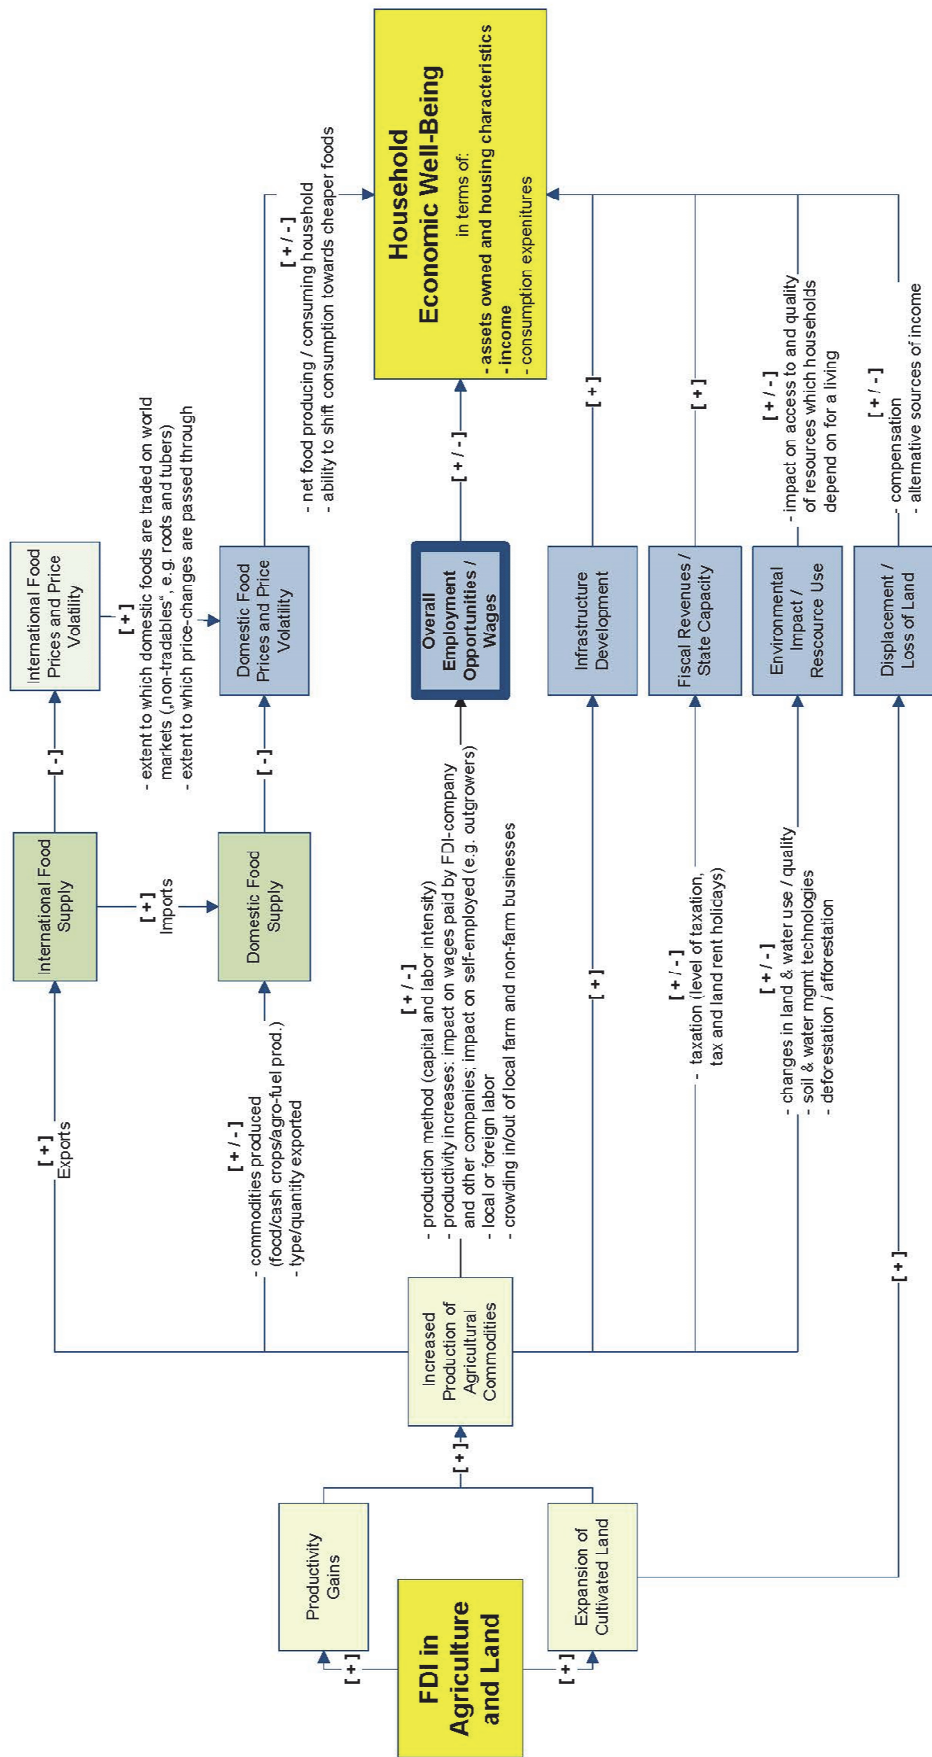 FDI in
Agriculture
and Land
[+]
[+]
Productivity
Gains
Expansion of
Cultivated Land
[+]
Increased
Production of
Agricultural
Commodities
[+]
Exports
[+/-]
- commodities produced
(food/cash crops/agro-fuel prod.)
- type/quantity exported
[+/-]
- production method (capital and labor intensity)
- productivity increases: impact on wages paid by FDI-company
and other companies; impact on self-employed (e.g. outgrowers)
- local or foreign labor
- crowding in/out of local farm and non-farm businesses
[+]
[+/-]
- taxation (level of taxation,
tax and land rent holidays)
[+/-]
- changes in land & water use / quality
- soil & water mgmt technologies
- deforestation / afforestation
[+]
International Food
Supply
[+]
Imports
Domestic Food
Supply
[-]
[-]
International Food
Prices and Price
Volatility
[+]
- extent to which domestic foods are traded on world
markets („non-tradables“, e.g. roots and tubers)
- extent to which price-changes are passed through
Domestic Food
Prices and Price
Volatility
Overall
Employment
Opportunities /
Wages
Infrastructure
Development
Fiscal Revenues /
State Capacity
Environmental
Impact /
Rescource Use
Displacement /
Loss of Land
[+/-]
- net food producing / consuming household
- ability to shift consumption towards cheaper foods
[+/-]
[+]
[+]
[+/-]
- impact on access to and quality
of resources which households
depend on for a living
[+/-]
- compensation
- alternative sources of income
Household
Economic Well-Being
in terms of:
- assets owned and housing characteristics
- income
- consumption expenditures